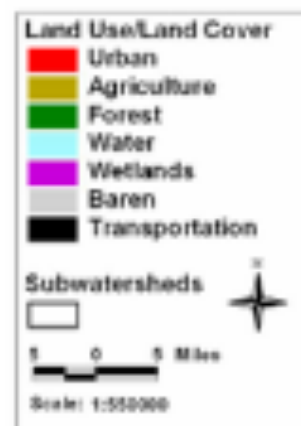 Land Use/Land Cover
Urban
Agriculture
Forest
Water
Wetlands
Baren
Transportation
Subwatersheds
N
5 0 5 Miles
Scale: 1:550000